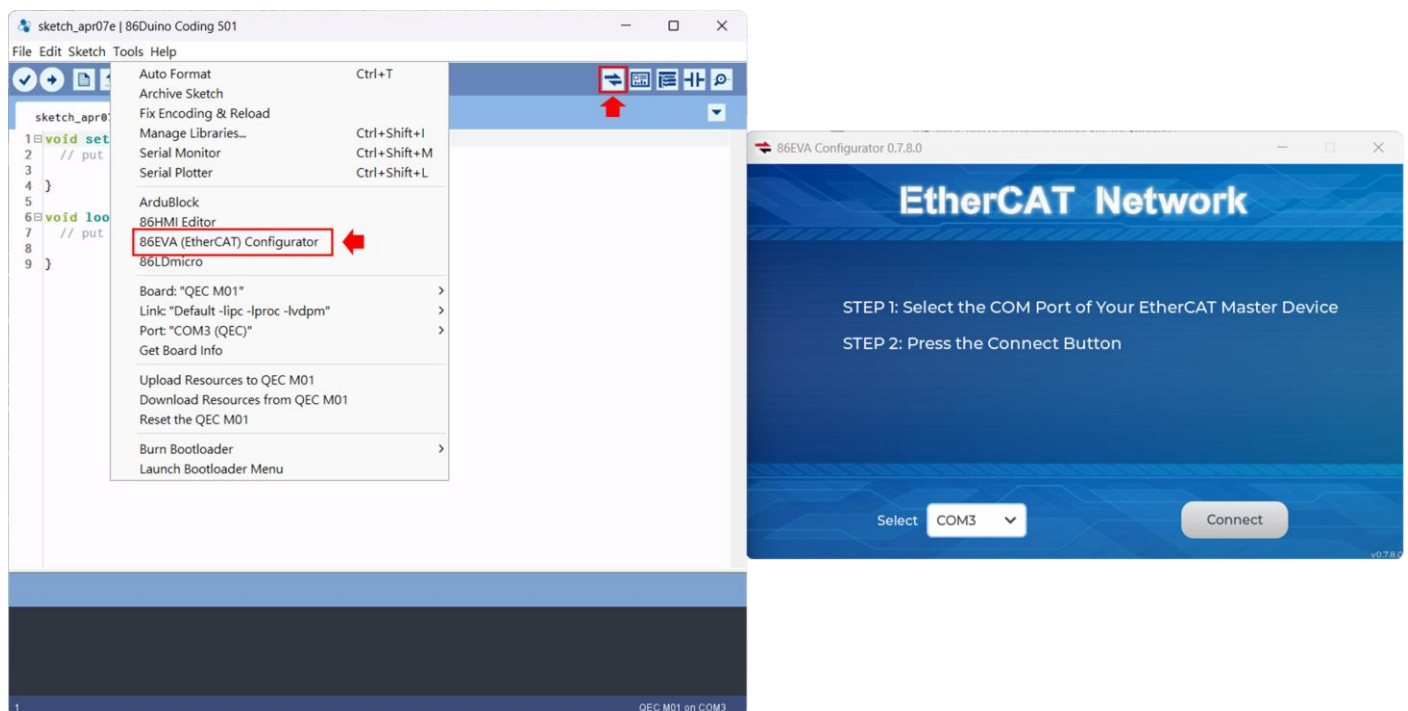 sketch_apr07e | 86Duino Coding 501
File Edit Sketch Tools Help
sketch_apr0
Auto Format Ctrl+T
Archive Sketch
Fix Encoding & Reload
Manage Libraries... Ctrl+Shift+I
Serial Monitor Ctrl+Shift+M
Serial Plotter Ctrl+Shift+L
ArduBlock
86HMI Editor
86EVA (EtherCAT) Configurator
86LDmicro
Board: "QEC M01"
Link: "Default -lipc -lproc -lvdpm"
Port: "COM3 (QEC)"
Get Board Info
Upload Resources to QEC M01
Download Resources from QEC M01
Reset the QEC M01
Burn Bootloader
Launch Bootloader Menu
1 void set
2 // put
3
4 }
5
6 void loo
7 // put
8
9 }
1 QEC M01 on COM3
86EVA Configurator 0.7.8.0
EtherCAT Network
STEP 1: Select the COM Port of Your EtherCAT Master Device
STEP 2: Press the Connect Button
Select COM3 Connect
v0.7.8.0